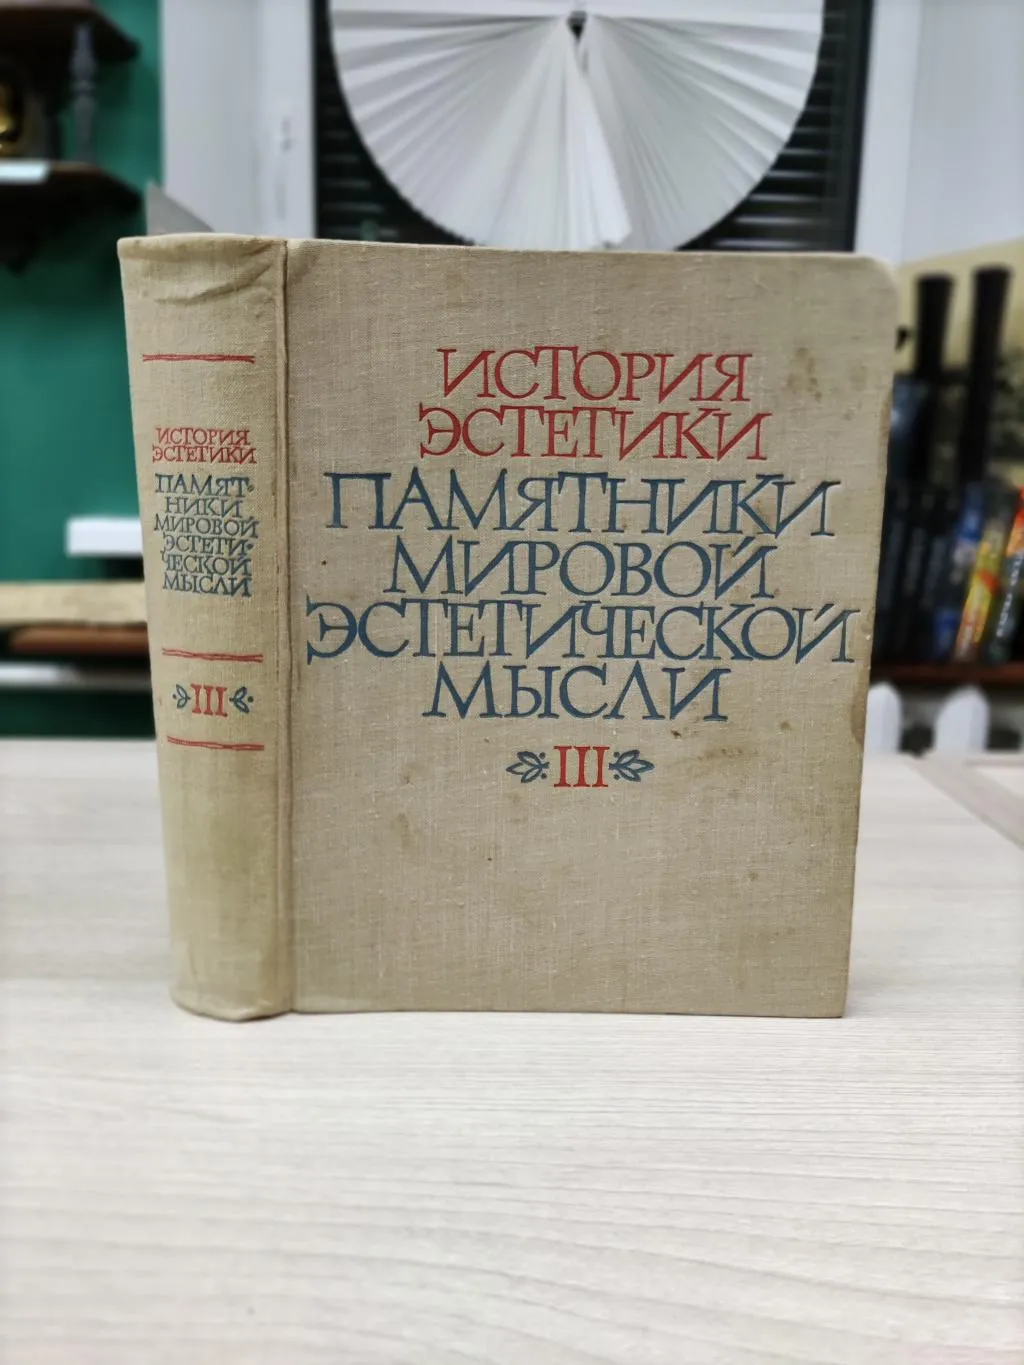 ИСТОРИЯ
ЭСТЕТИКИ
ПАМЯТ-
НИКИ
МИРОВОЙ
ЭСТЕТИ-
ЧЕСКОЙ
МЫСЛИ
III
ИСТОРИЯ
ЭСТЕТИКИ
ПАМЯТНИКИ
МИРОВОЙ
ЭСТЕТИЧЕСКОЙ
МЫСЛИ
III